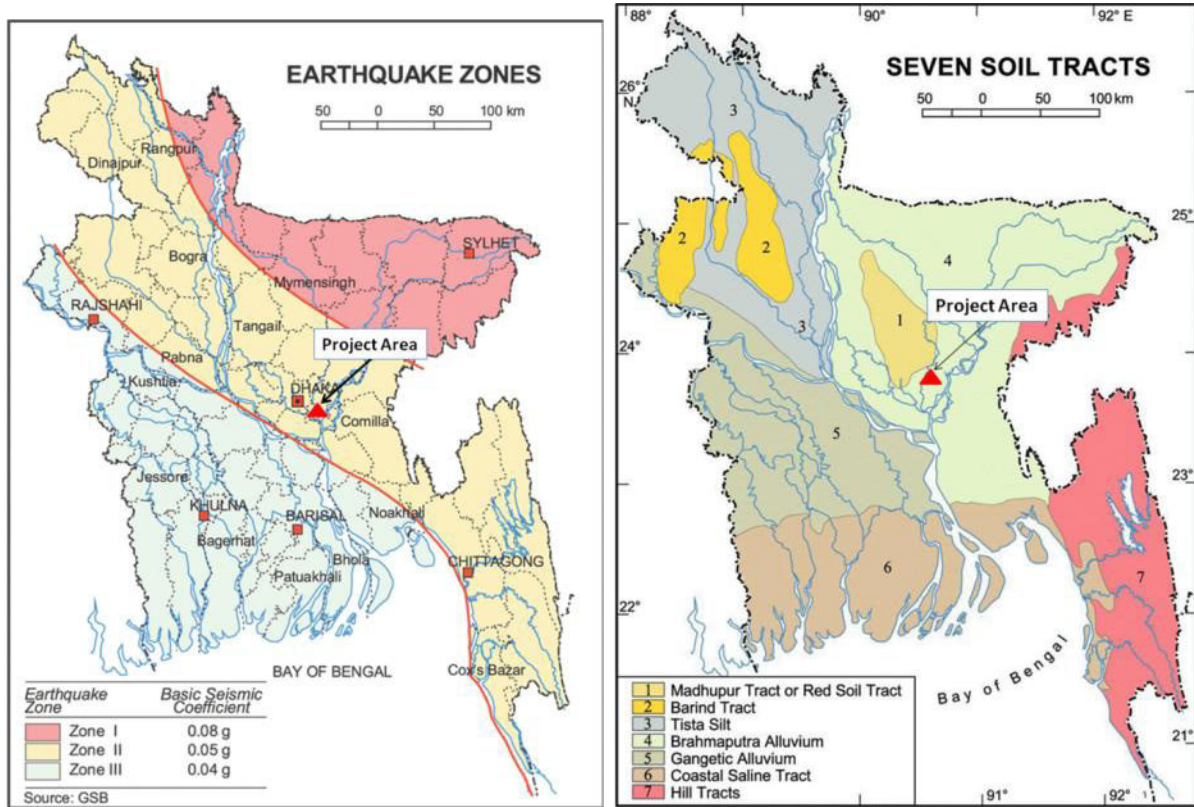 EARTHQUAKE ZONES
50 0 50 100 km
Dinajpur
Rangpur
SYLHET
Bogra
Mymensingh
RAJSHAHI
Tangail
Project Area
Pabna
Kushtia
DHAKA
Comilla
Jessore
KHULNA
BARISAL
Noakhali
Bagerhat
Bhola
CHITTAGONG
Patuakhali
BAY OF BENGAL
Cox's Bazar
Earthquake Zone
Basic Seismic Coefficient
Zone I 0.08 g
Zone II 0.05 g
Zone III 0.04 g
Source: GSB
88° 90° 92° E
SEVEN SOIL TRACTS
26°
N
50 0 50 100 km
3
25°
2
2
4
1
Project Area
3
24°
5
23°
6
7
22°
Bay of Bengal
21°
1 Madhupur Tract or Red Soil Tract
2 Barind Tract
3 Tista Silt
4 Brahmaputra Alluvium
5 Gangetic Alluvium
6 Coastal Saline Tract
7 Hill Tracts
91° 92°